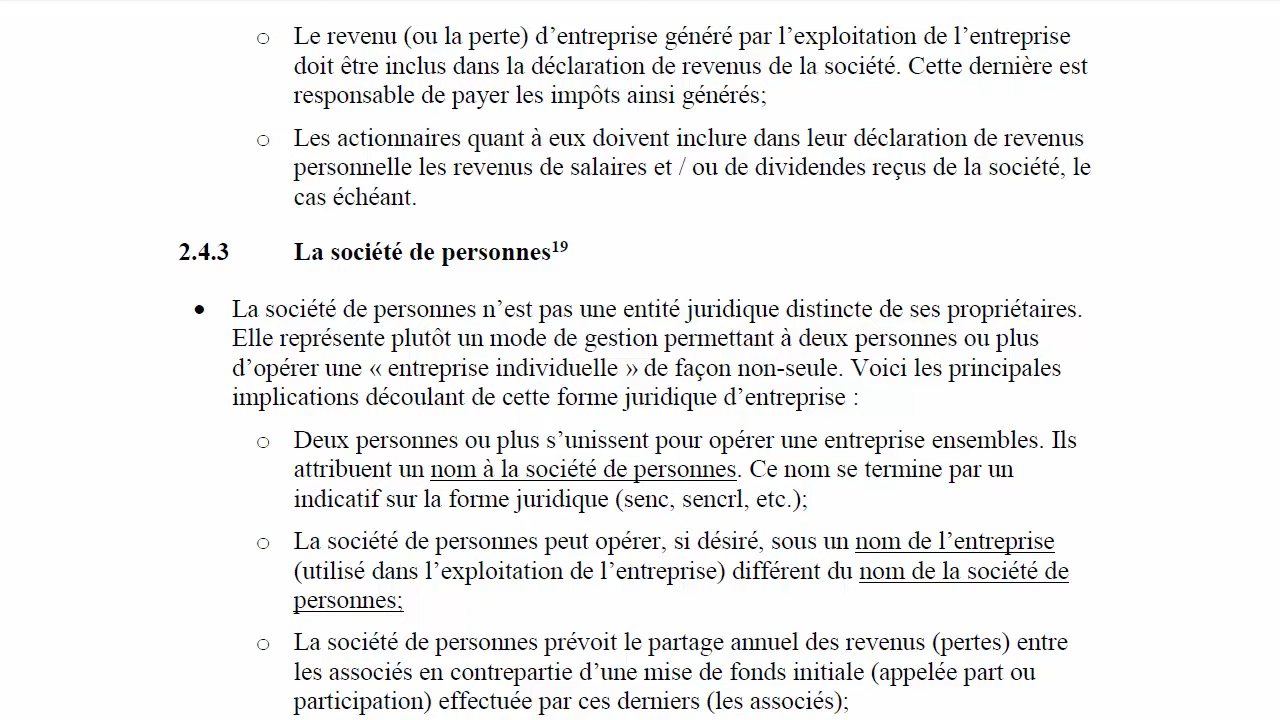 o Le revenu (ou la perte) d’entreprise généré par l’exploitation de l’entreprise
doit être inclus dans la déclaration de revenus de la société. Cette dernière est
responsable de payer les impôts ainsi générés;
o Les actionnaires quant à eux doivent inclure dans leur déclaration de revenus
personnelle les revenus de salaires et / ou de dividendes reçus de la société, le
cas échéant.
2.4.3 La société de personnes19
• La société de personnes n’est pas une entité juridique distincte de ses propriétaires.
Elle représente plutôt un mode de gestion permettant à deux personnes ou plus
d’opérer une « entreprise individuelle » de façon non-seule. Voici les principales
implications découlant de cette forme juridique d’entreprise :
o Deux personnes ou plus s’unissent pour opérer une entreprise ensembles. Ils
attribuent un nom à la société de personnes. Ce nom se termine par un
indicatif sur la forme juridique (senc, sencrl, etc.);
o La société de personnes peut opérer, si désiré, sous un nom de l’entreprise
(utilisé dans l’exploitation de l’entreprise) différent du nom de la société de
personnes;
o La société de personnes prévoit le partage annuel des revenus (pertes) entre
les associés en contrepartie d’une mise de fonds initiale (appelée part ou
participation) effectuée par ces derniers (les associés);